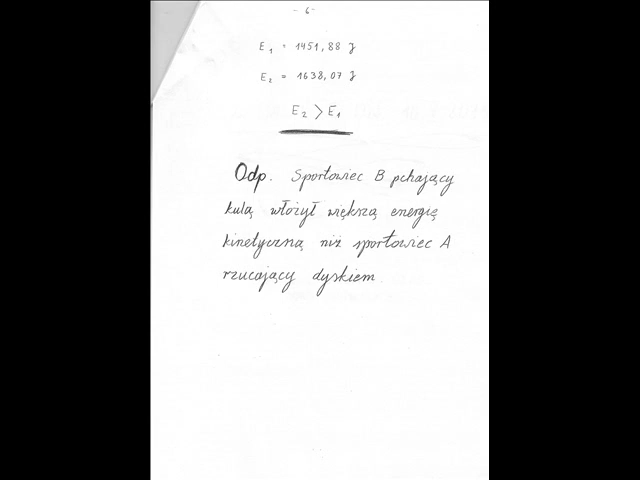 - 6 -
E₁ = 1451,88 J
E₂ = 1638,07 J
E₂ > E₁
Odp. Sportowiec B pchający
kulą włożył większą energię
kinetyczną niż sportowiec A
rzucający dyskiem